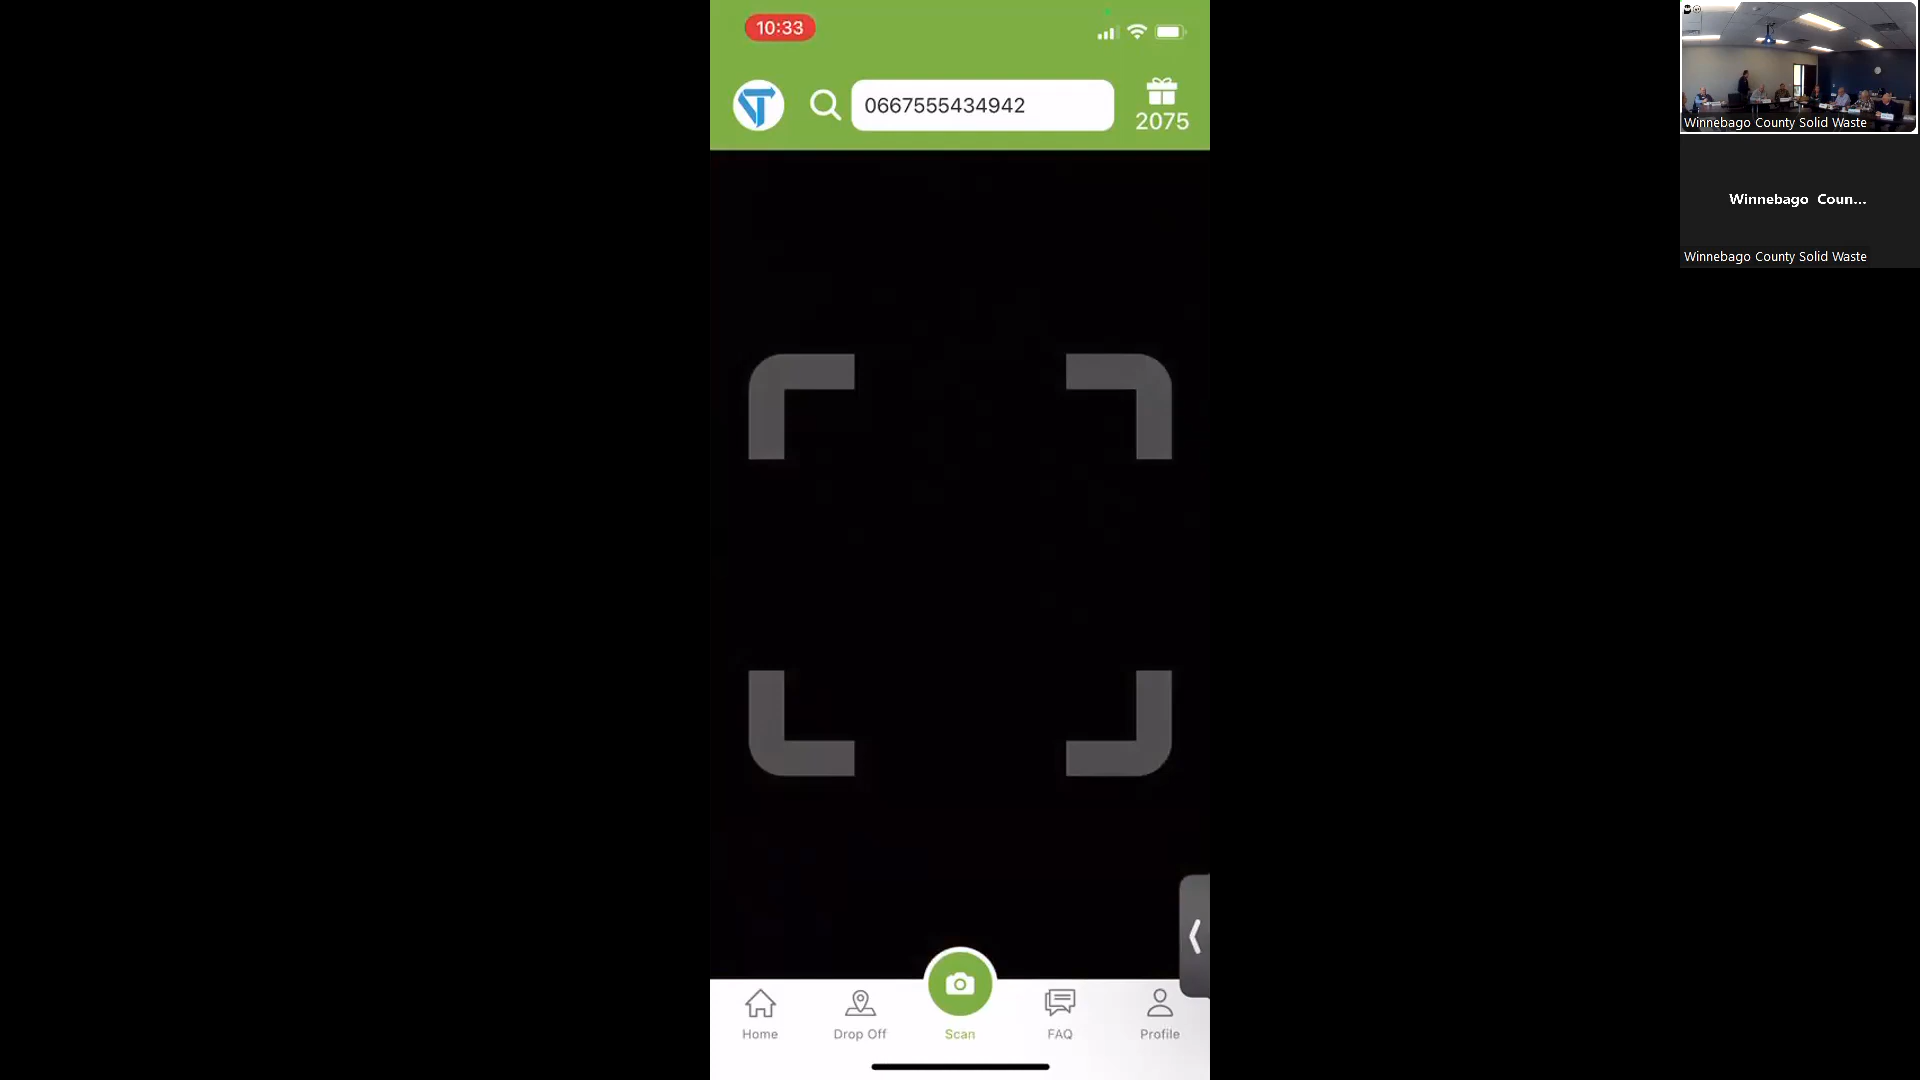 10:33
0667555434942
2075
Home
Drop Off
Scan
FAQ
Profile
Winnebago County Solid Waste
Winnebago Coun...
Winnebago County Solid Waste